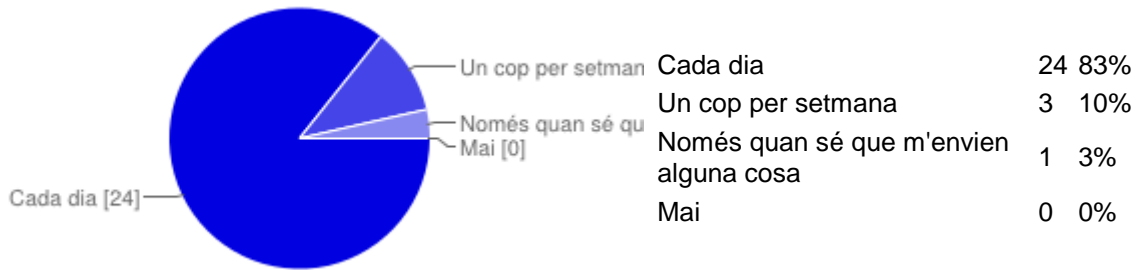 Un cop per setman
Nomes quan sé qu
Mai [0]
Cada dia [24]
Cada dia 24 83%
Un cop per setmana 3 10%
Només quan sé que m'envien
alguna cosa 1 3%
Mai 0 0%